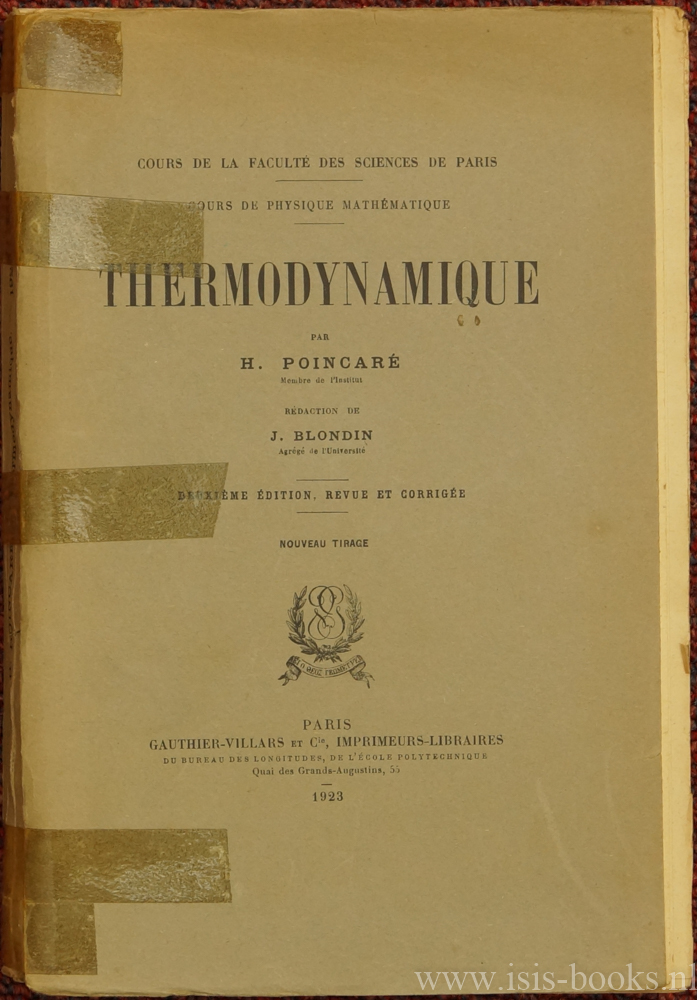 COURS DE LA FACULTÉ DES SCIENCES DE PARIS
COURS DE PHYSIQUE MATHÉMATIQUE
THERMODYNAMIQUE
PAR
H. POINCARÉ
Membre de l'Institut
RÉDACTION DE
J. BLONDIN
Agrégé de l'Université
DEUXIÈME ÉDITION, REVUE ET CORRIGÉE
NOUVEAU TIRAGE
PARIS
GAUTHIER-VILLARS ET Cie, IMPRIMEURS-LIBRAIRES
DU BUREAU DES LONGITUDES, DE L'ÉCOLE POLYTECHNIQUE
Quai des Grands-Augustins, 55
1923
www.isis-books.nl